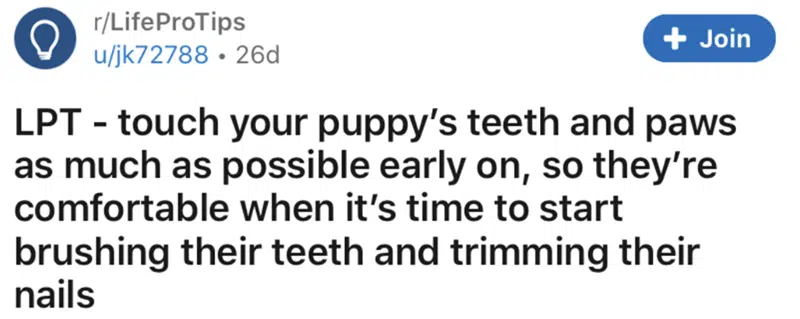 r/LifeProTips
u/jk72788 • 26d
+ Join
LPT - touch your puppy’s teeth and paws
as much as possible early on, so they’re
comfortable when it’s time to start
brushing their teeth and trimming their
nails